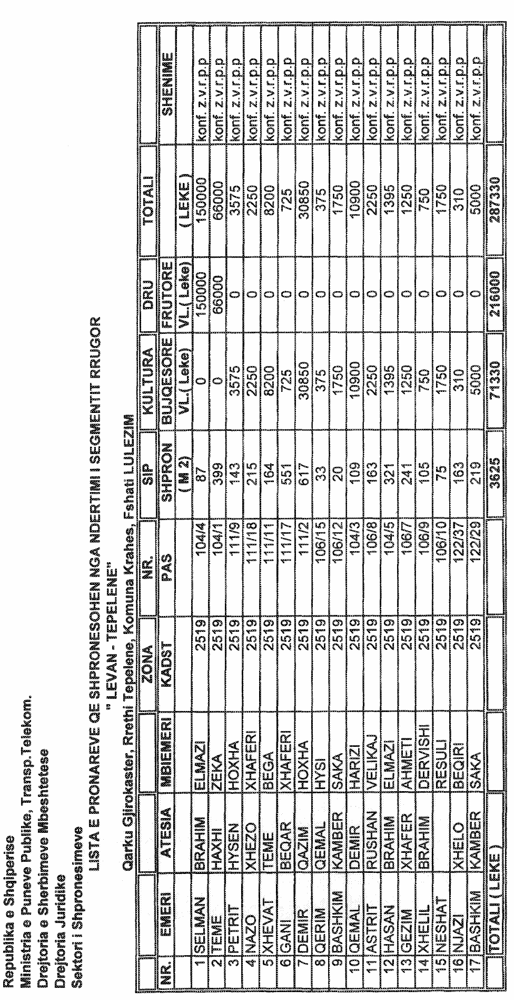 Republika e Shqiperise
Ministria e Puneve Publike, Transp.Telekom.
Drejtoria e Sherbimeve Mbeshtetese
Drejtoria Juridike
Sektori i Shpronesimeve
LISTA E PRONAREVE QE SHPRONESOHEN NGA NDERTIMI I SEGMENTIT RRUGOR
" LEVAN - TEPELENE"
Qarku Gjirokaster, Rrethi Tepelene, Komuna Krahes, Fshati LULEZIM
ZONA NR. SIP KULTURA DRU TOTALI
NR. EMERI ATESIA MBIEMERI KADST PAS SHPRON BUJQESORE FRUTORE SHENIME
( M 2) VL.( Leke) VL.( Leke) ( LEKE )
1 SELMAN BRAHIM ELMAZI 2519 104/4 87 0 150000 150000 konf. z.v.r.p.p
2 TEME HAXHI ZEKA 2519 104/1 399 0 66000 66000 konf. z.v.r.p.p
3 PETRIT HYSEN HOXHA 2519 111/9 143 3575 0 3575 konf. z.v.r.p.p
4 NAZO XHEZO XHAFERI 2519 111/18 215 2250 0 2250 konf. z.v.r.p.p
5 XHEVAT TEME BEGA 2519 111/11 164 8200 0 8200 konf. z.v.r.p.p
6 GANI BEQAR XHAFERI 2519 111/17 551 725 0 725 konf. z.v.r.p.p
7 DEMIR QAZIM HOXHA 2519 111/2 617 30850 0 30850 konf. z.v.r.p.p
8 QERIM QEMAL HYSI 2519 106/15 33 375 0 375 konf. z.v.r.p.p
9 BASHKIM KAMBER SAKA 2519 106/12 20 1750 0 1750 konf. z.v.r.p.p
10 QEMAL DEMIR HARIZI 2519 104/3 109 10900 0 10900 konf. z.v.r.p.p
11 ASTRIT RUSHAN VELIKAJ 2519 106/8 163 2250 0 2250 konf. z.v.r.p.p
12 HASAN BRAHIM ELMAZI 2519 104/5 321 1395 0 1395 konf. z.v.r.p.p
13 GEZIM XHAFER AHMETI 2519 106/7 241 1250 0 1250 konf. z.v.r.p.p
14 XHELIL BRAHIM DERVISHI 2519 106/9 105 750 0 750 konf. z.v.r.p.p
15 NESHAT RESULI 2519 106/10 75 1750 0 1750 konf. z.v.r.p.p
16 NJAZI XHELO BEQIRI 2519 122/37 163 310 0 310 konf. z.v.r.p.p
17 BASHKIM KAMBER SAKA 2519 122/29 219 5000 0 5000 konf. z.v.r.p.p
TOTALI ( LEKE ) 3625 71330 216000 287330